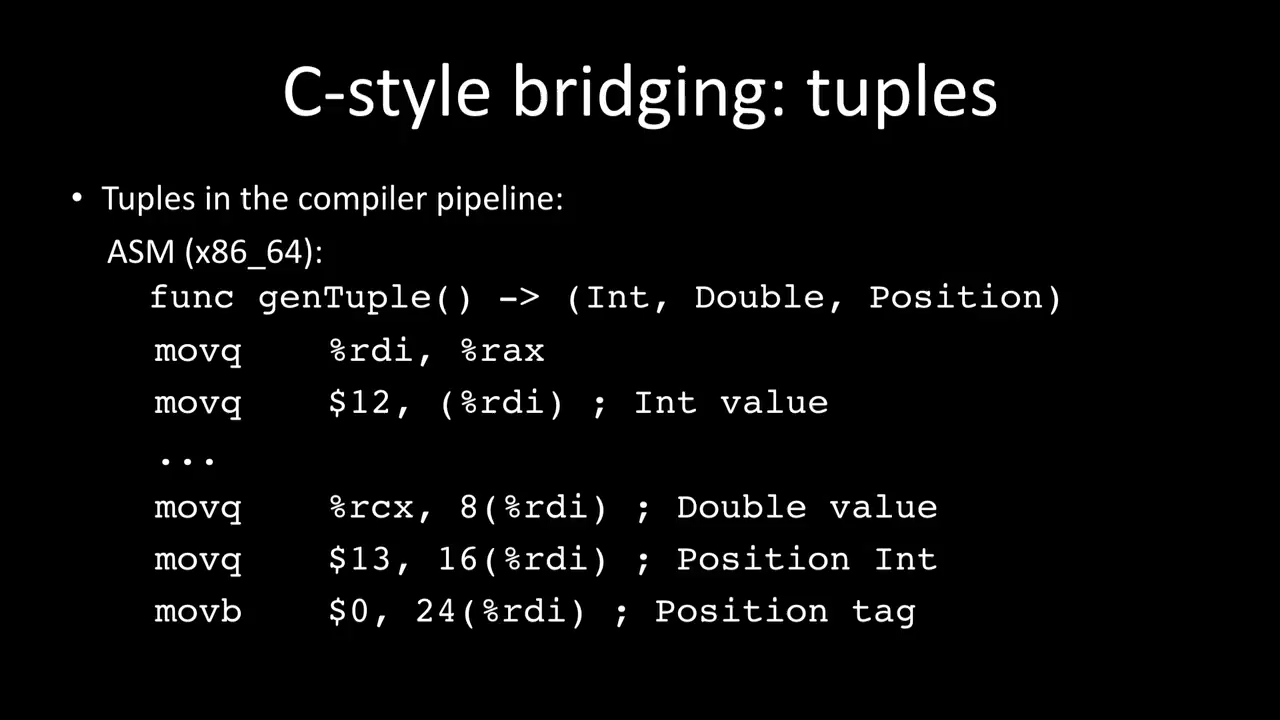 C-style bridging: tuples
• Tuples in the compiler pipeline:
ASM (x86_64):
func genTuple() -> (Int, Double, Position)
movq %rdi, %rax
movq $12, (%rdi) ; Int value
...
movq %rcx, 8(%rdi) ; Double value
movq $13, 16(%rdi) ; Position Int
movb $0, 24(%rdi) ; Position tag